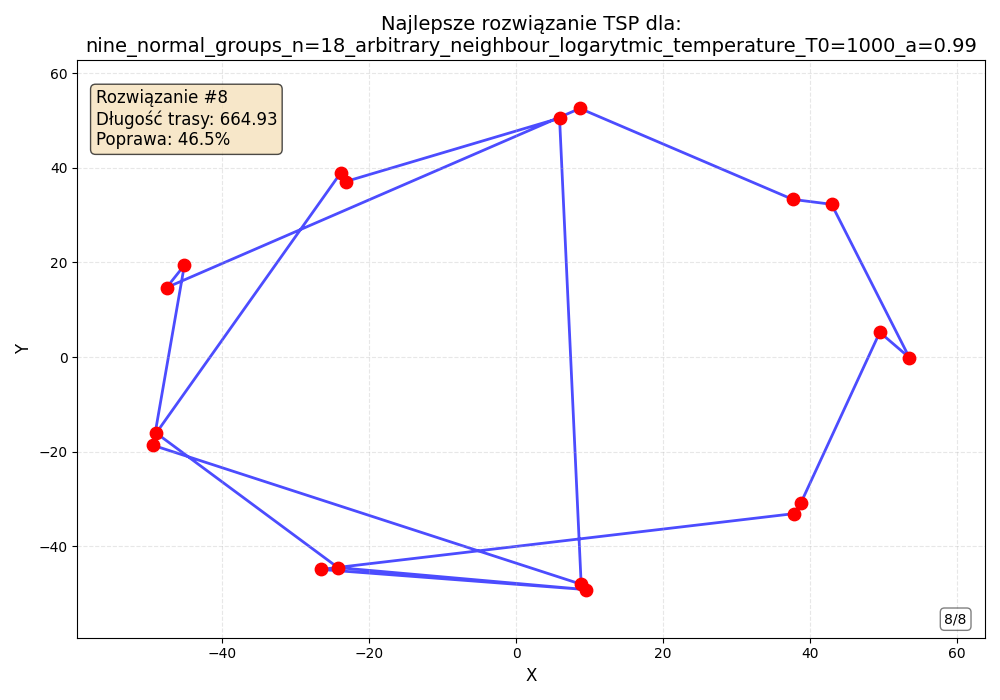 Najlepsze rozwiązanie TSP dla:
nine_normal_groups_n=18_arbitrary_neighbour_logarytmic_temperature_T0=1000_a=0.99
Rozwiązanie #8
Długość trasy: 664.93
Poprawa: 46.5%
60
40
20
0
−20
−40
Y
−40
−20
0
20
40
60
X
8/8